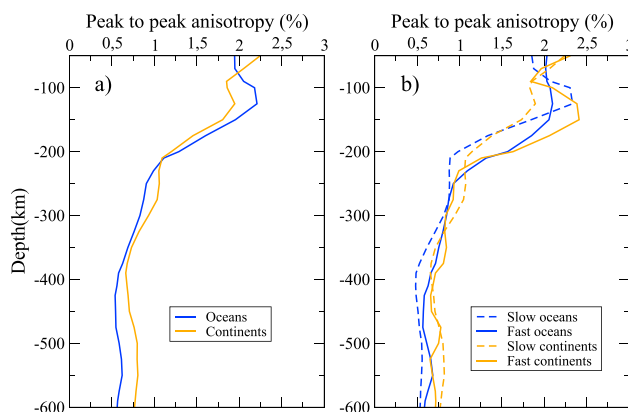 Peak to peak anisotropy (%)
0 0,5 1 1,5 2 2,5 3
a)
Depth(km)
-100
-200
-300
-400
-500
-600
Oceans
Continents
Peak to peak anisotropy (%)
0 0,5 1 1,5 2 2,5 3
b)
-100
-200
-300
-400
-500
-600
Slow oceans
Fast oceans
Slow continents
Fast continents